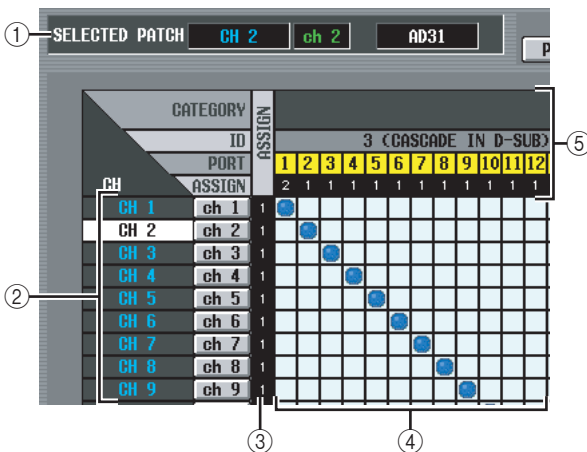 ① SELECTED PATCH CH 2 ch 2 AD31 P
CATEGORY
ASSIGN
ID 3 (CASCADE IN D-SUB)
PORT 1 2 3 4 5 6 7 8 9 10 11 12
CH ASSIGN 2 1 1 1 1 1 1 1 1 1 1 1
⑤
CH 1 ch 1 1
CH 2 ch 2 1
CH 3 ch 3 1
CH 4 ch 4 1
② CH 5 ch 5 1
CH 6 ch 6 1
CH 7 ch 7 1
CH 8 ch 8 1
CH 9 ch 9 1
③ ④